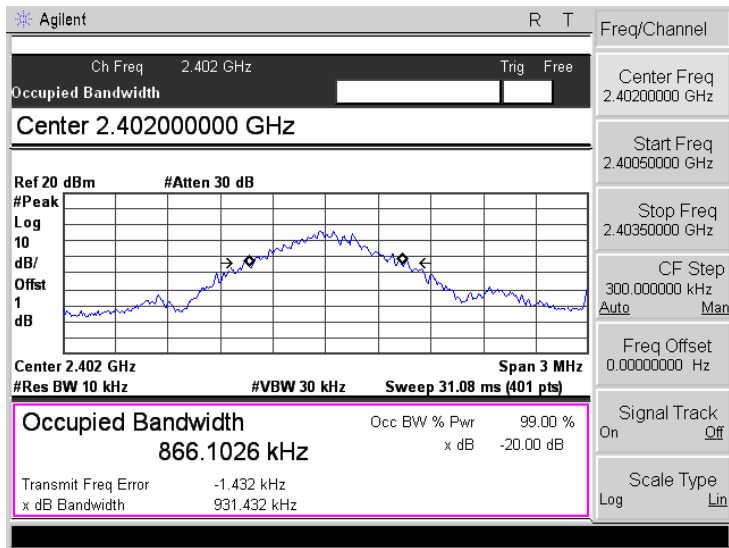 Agilent R T
Ch Freq 2.402 GHz Trig Free
Occupied Bandwidth
Center 2.402000000 GHz
Ref 20 dBm #Atten 30 dB
#Peak
Log
10
dB/
Offst
1
dB
Center 2.402 GHz Span 3 MHz
#Res BW 10 kHz #VBW 30 kHz Sweep 31.08 ms (401 pts)
Occupied Bandwidth Occ BW % Pwr 99.00 %
866.1026 kHz x dB -20.00 dB
Transmit Freq Error -1.432 kHz
x dB Bandwidth 931.432 kHz
Freq/Channel
Center Freq
2.40200000 GHz
Start Freq
2.40050000 GHz
Stop Freq
2.40350000 GHz
CF Step
300.000000 kHz
Auto Man
Freq Offset
0.00000000 Hz
Signal Track
On Off
Scale Type
Log Lin